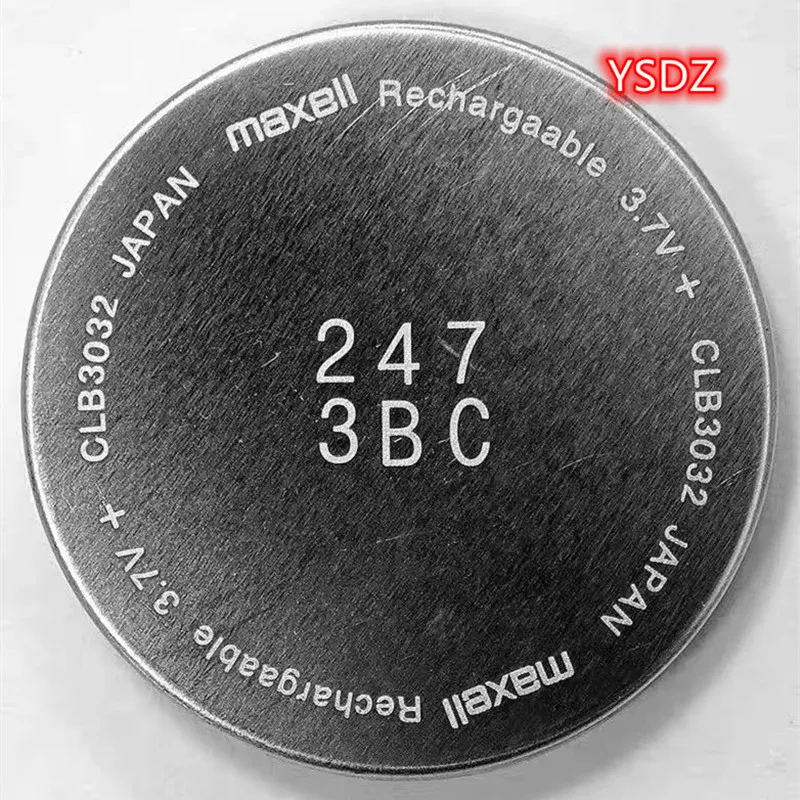 YSDZ
maxell Rechargaable 3.7V +
CLB3032 JAPAN
247
3BC
maxell Rechargaable 3.7V +
CLB3032 JAPAN